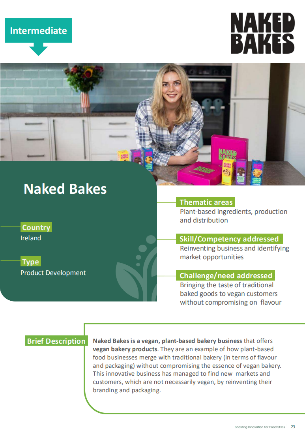 Intermediate
NAKED
BAKES
Naked Bakes
Country
Ireland
Type
Product Development
Thematic areas
Plant-based ingredients, production
and distribution
Skill/Competency addressed
Reinventing business and identifying
market opportunities
Challenge/need addressed
Bringing the taste of traditional
baked goods to vegan customers
without compromising on flavour
Brief Description
Naked Bakes is a vegan, plant-based bakery business that offers
vegan bakery products. They are an example of how plant-based
food businesses merge with traditional bakery (in terms of flavour
and packaging) without compromising the essence of vegan bakery.
This innovative business has managed to find new markets and
customers, which are not necessarily vegan, by reinventing their
branding and packaging.